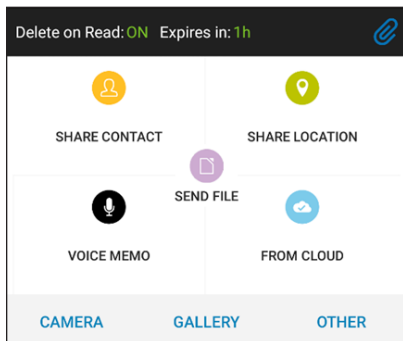 Delete on Read: ON Expires in: 1h
SHARE CONTACT
SHARE LOCATION
SEND FILE
VOICE MEMO
FROM CLOUD
CAMERA
GALLERY
OTHER